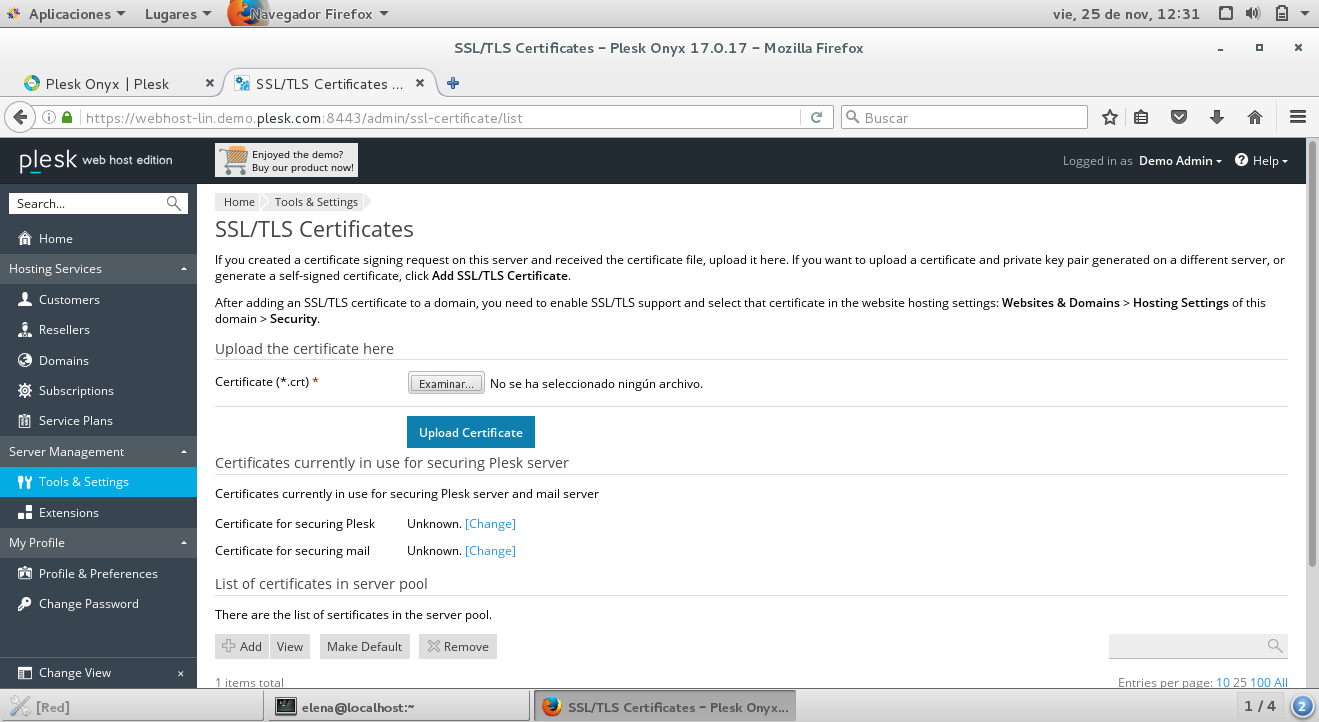 Aplicaciones Lugares Navegador Firefox vie, 25 de nov, 12:31
SSL/TLS Certificates - Plesk Onyx 17.0.17 - Mozilla Firefox
Plesk Onyx | Plesk SSL/TLS Certificates ...
https://webhost-lin.demo.plesk.com:8443/admin/ssl-certificate/list Buscar
plesk web host edition
Enjoyed the demo?
Buy our product now!
Logged in as Demo Admin Help
Search...
Home
Hosting Services
Customers
Resellers
Domains
Subscriptions
Service Plans
Server Management
Tools & Settings
Extensions
My Profile
Profile & Preferences
Change Password
Change View
Home Tools & Settings
SSL/TLS Certificates
If you created a certificate signing request on this server and received the certificate file, upload it here. If you want to upload a certificate and private key pair generated on a different server, or
generate a self-signed certificate, click Add SSL/TLS Certificate.
After adding an SSL/TLS certificate to a domain, you need to enable SSL/TLS support and select that certificate in the website hosting settings: Websites & Domains > Hosting Settings of this
domain > Security.
Upload the certificate here
Certificate (*.crt) * Examinar... No se ha seleccionado ningún archivo.
Upload Certificate
Certificates currently in use for securing Plesk server
Certificates currently in use for securing Plesk server and mail server
Certificate for securing Plesk Unknown. [Change]
Certificate for securing mail Unknown. [Change]
List of certificates in server pool
There are the list of sertificates in the server pool.
Add View Make Default Remove
1 items total Entries per page: 10 25 100 All
[Red] elena@localhost:~ SSL/TLS Certificates - Plesk Onyx... 1 / 4 2